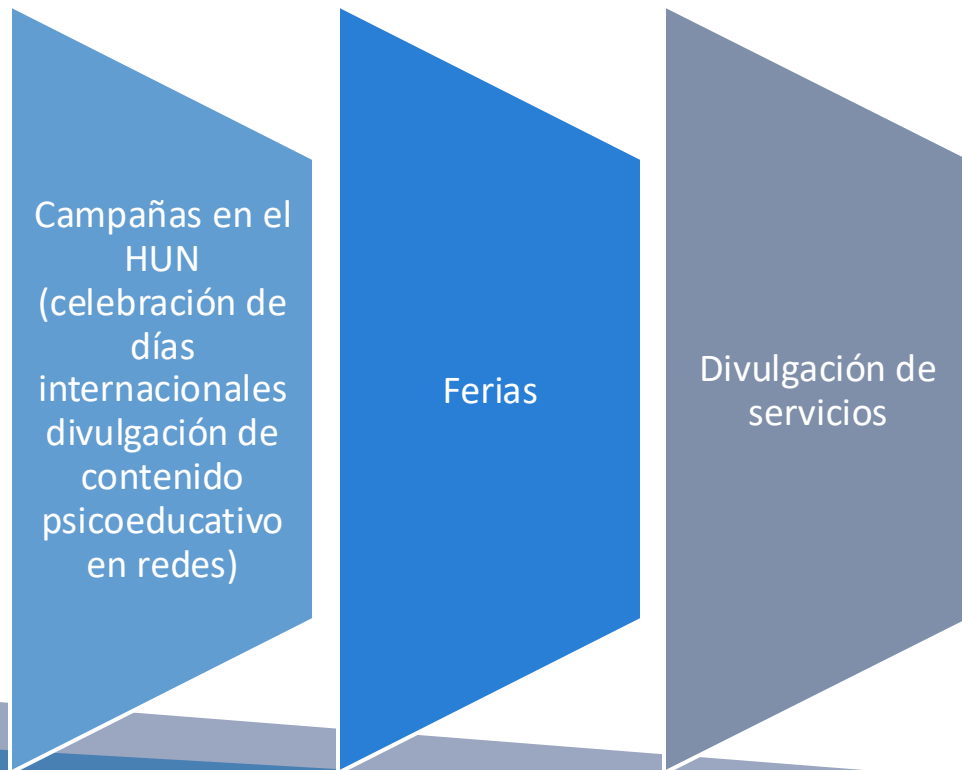 Campañas en el
HUN
(celebración de
días
internacionales
divulgación de
contenido
psicoeducativo
en redes)
Ferias
Divulgación de
servicios